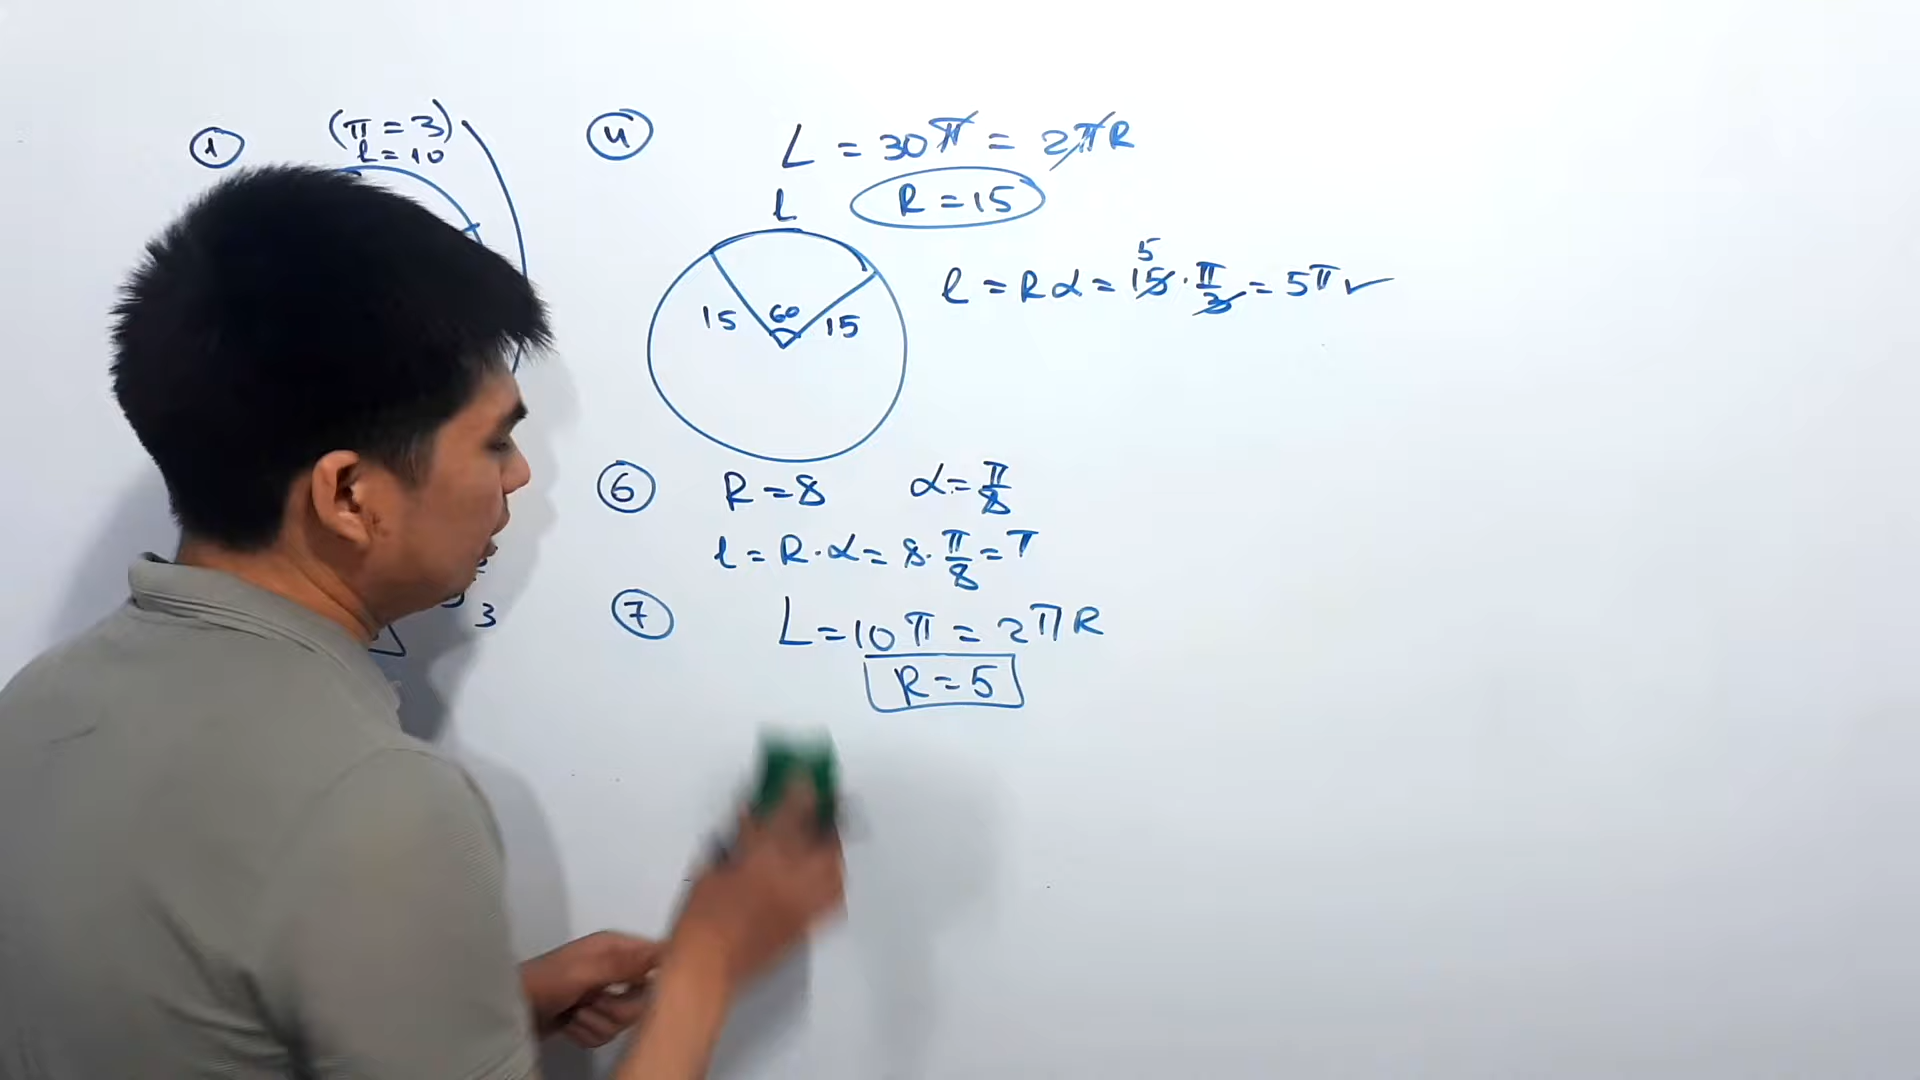 ① (π = 3)
l = 10
3
④ L = 30π = 2πR
R = 15
l
15 60 15
5
l = Rα = 15 · π/3 = 5π ✓
⑥ R = 8 α = π/8
l = R · α = 8 · π/8 = π
⑦ L = 10π = 2πR
R = 5